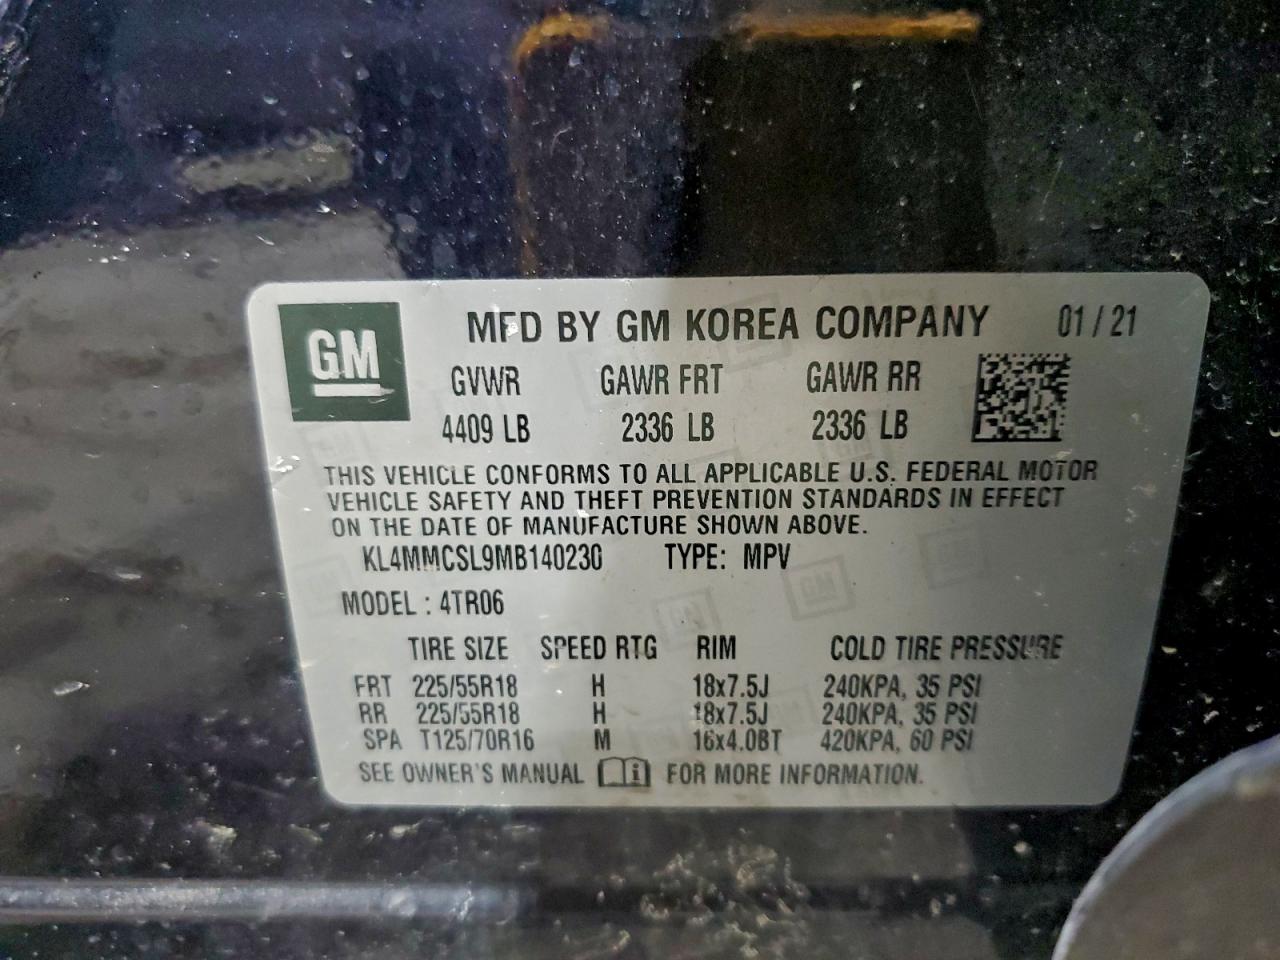 GM
MFD BY GM KOREA COMPANY 01/21
GVWR GAWR FRT GAWR RR
4409 LB 2336 LB 2336 LB
THIS VEHICLE CONFORMS TO ALL APPLICABLE U.S. FEDERAL MOTOR
VEHICLE SAFETY AND THEFT PREVENTION STANDARDS IN EFFECT
ON THE DATE OF MANUFACTURE SHOWN ABOVE.
KL4MMCSL9MB140230 TYPE: MPV
MODEL : 4TR06
TIRE SIZE SPEED RTG RIM COLD TIRE PRESSURE
FRT 225/55R18 H 18x7.5J 240KPA, 35 PSI
RR 225/55R18 H 18x7.5J 240KPA, 35 PSI
SPA T125/70R16 M 16x4.0BT 420KPA, 60 PSI
SEE OWNER'S MANUAL i FOR MORE INFORMATION.